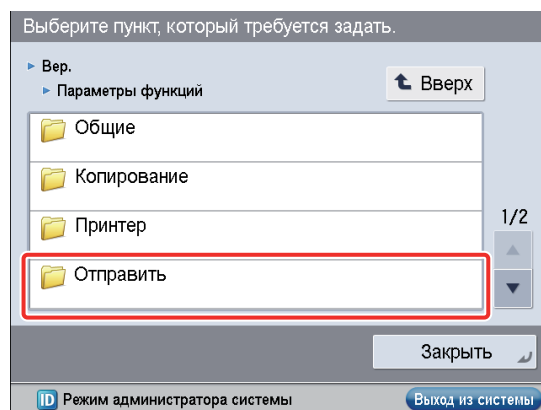 Выберите пункт, который требуется задать.
Вер.
Параметры функций
Вверх
Общие
Копирование
Принтер
1/2
Отправить
Закрыть
ID Режим администратора системы
Выход из системы